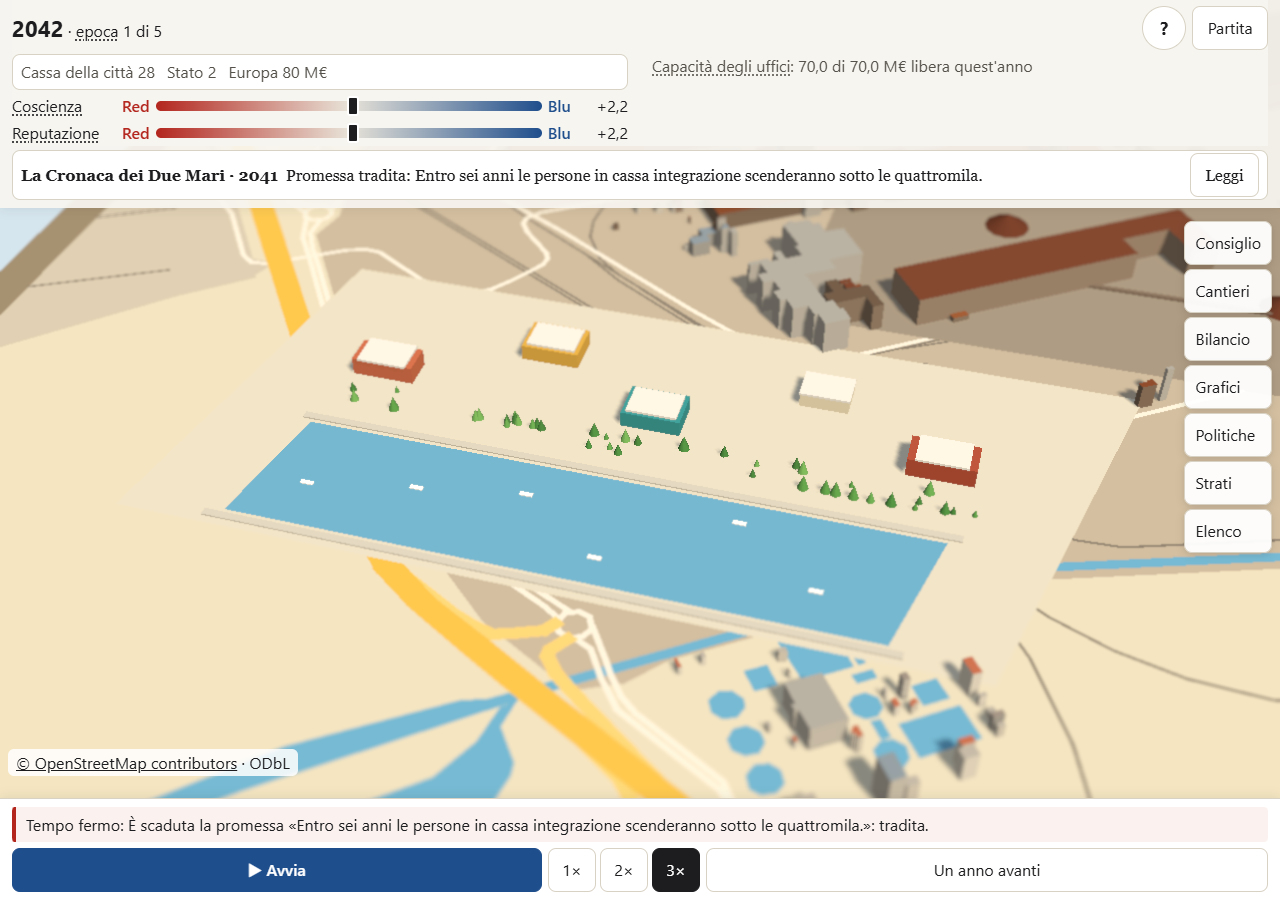 2042 · epoca 1 di 5
?
Partita
Cassa della città 28 Stato 2 Europa 80 M€
Capacità degli uffici: 70,0 di 70,0 M€ libera quest'anno
Coscienza Red Blu +2,2
Reputazione Red Blu +2,2
La Cronaca dei Due Mari · 2041 Promessa tradita: Entro sei anni le persone in cassa integrazione scenderanno sotto le quattromila.
Leggi
Consiglio
Cantieri
Bilancio
Grafici
Politiche
Strati
Elenco
© OpenStreetMap contributors · ODbL
Tempo fermo: È scaduta la promessa «Entro sei anni le persone in cassa integrazione scenderanno sotto le quattromila.»: tradita.
▶ Avvia
1×
2×
3×
Un anno avanti